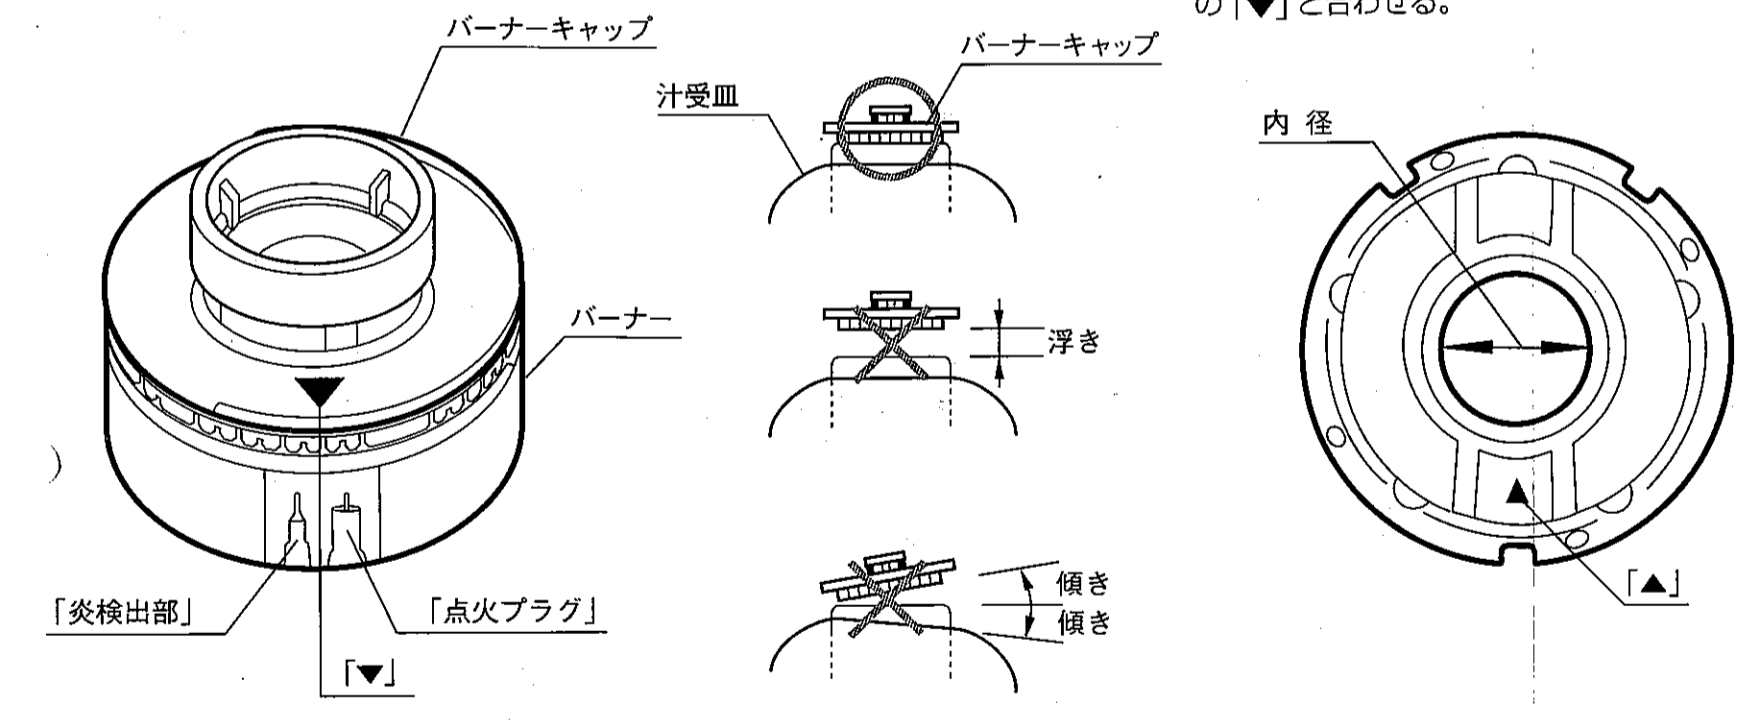 の「▼」と合わせる。
バーナーキャップ
バーナー
「炎検出部」
「点火プラグ」
「▼」
バーナーキャップ
汁受皿
浮き
傾き
傾き
内 径
「▲」